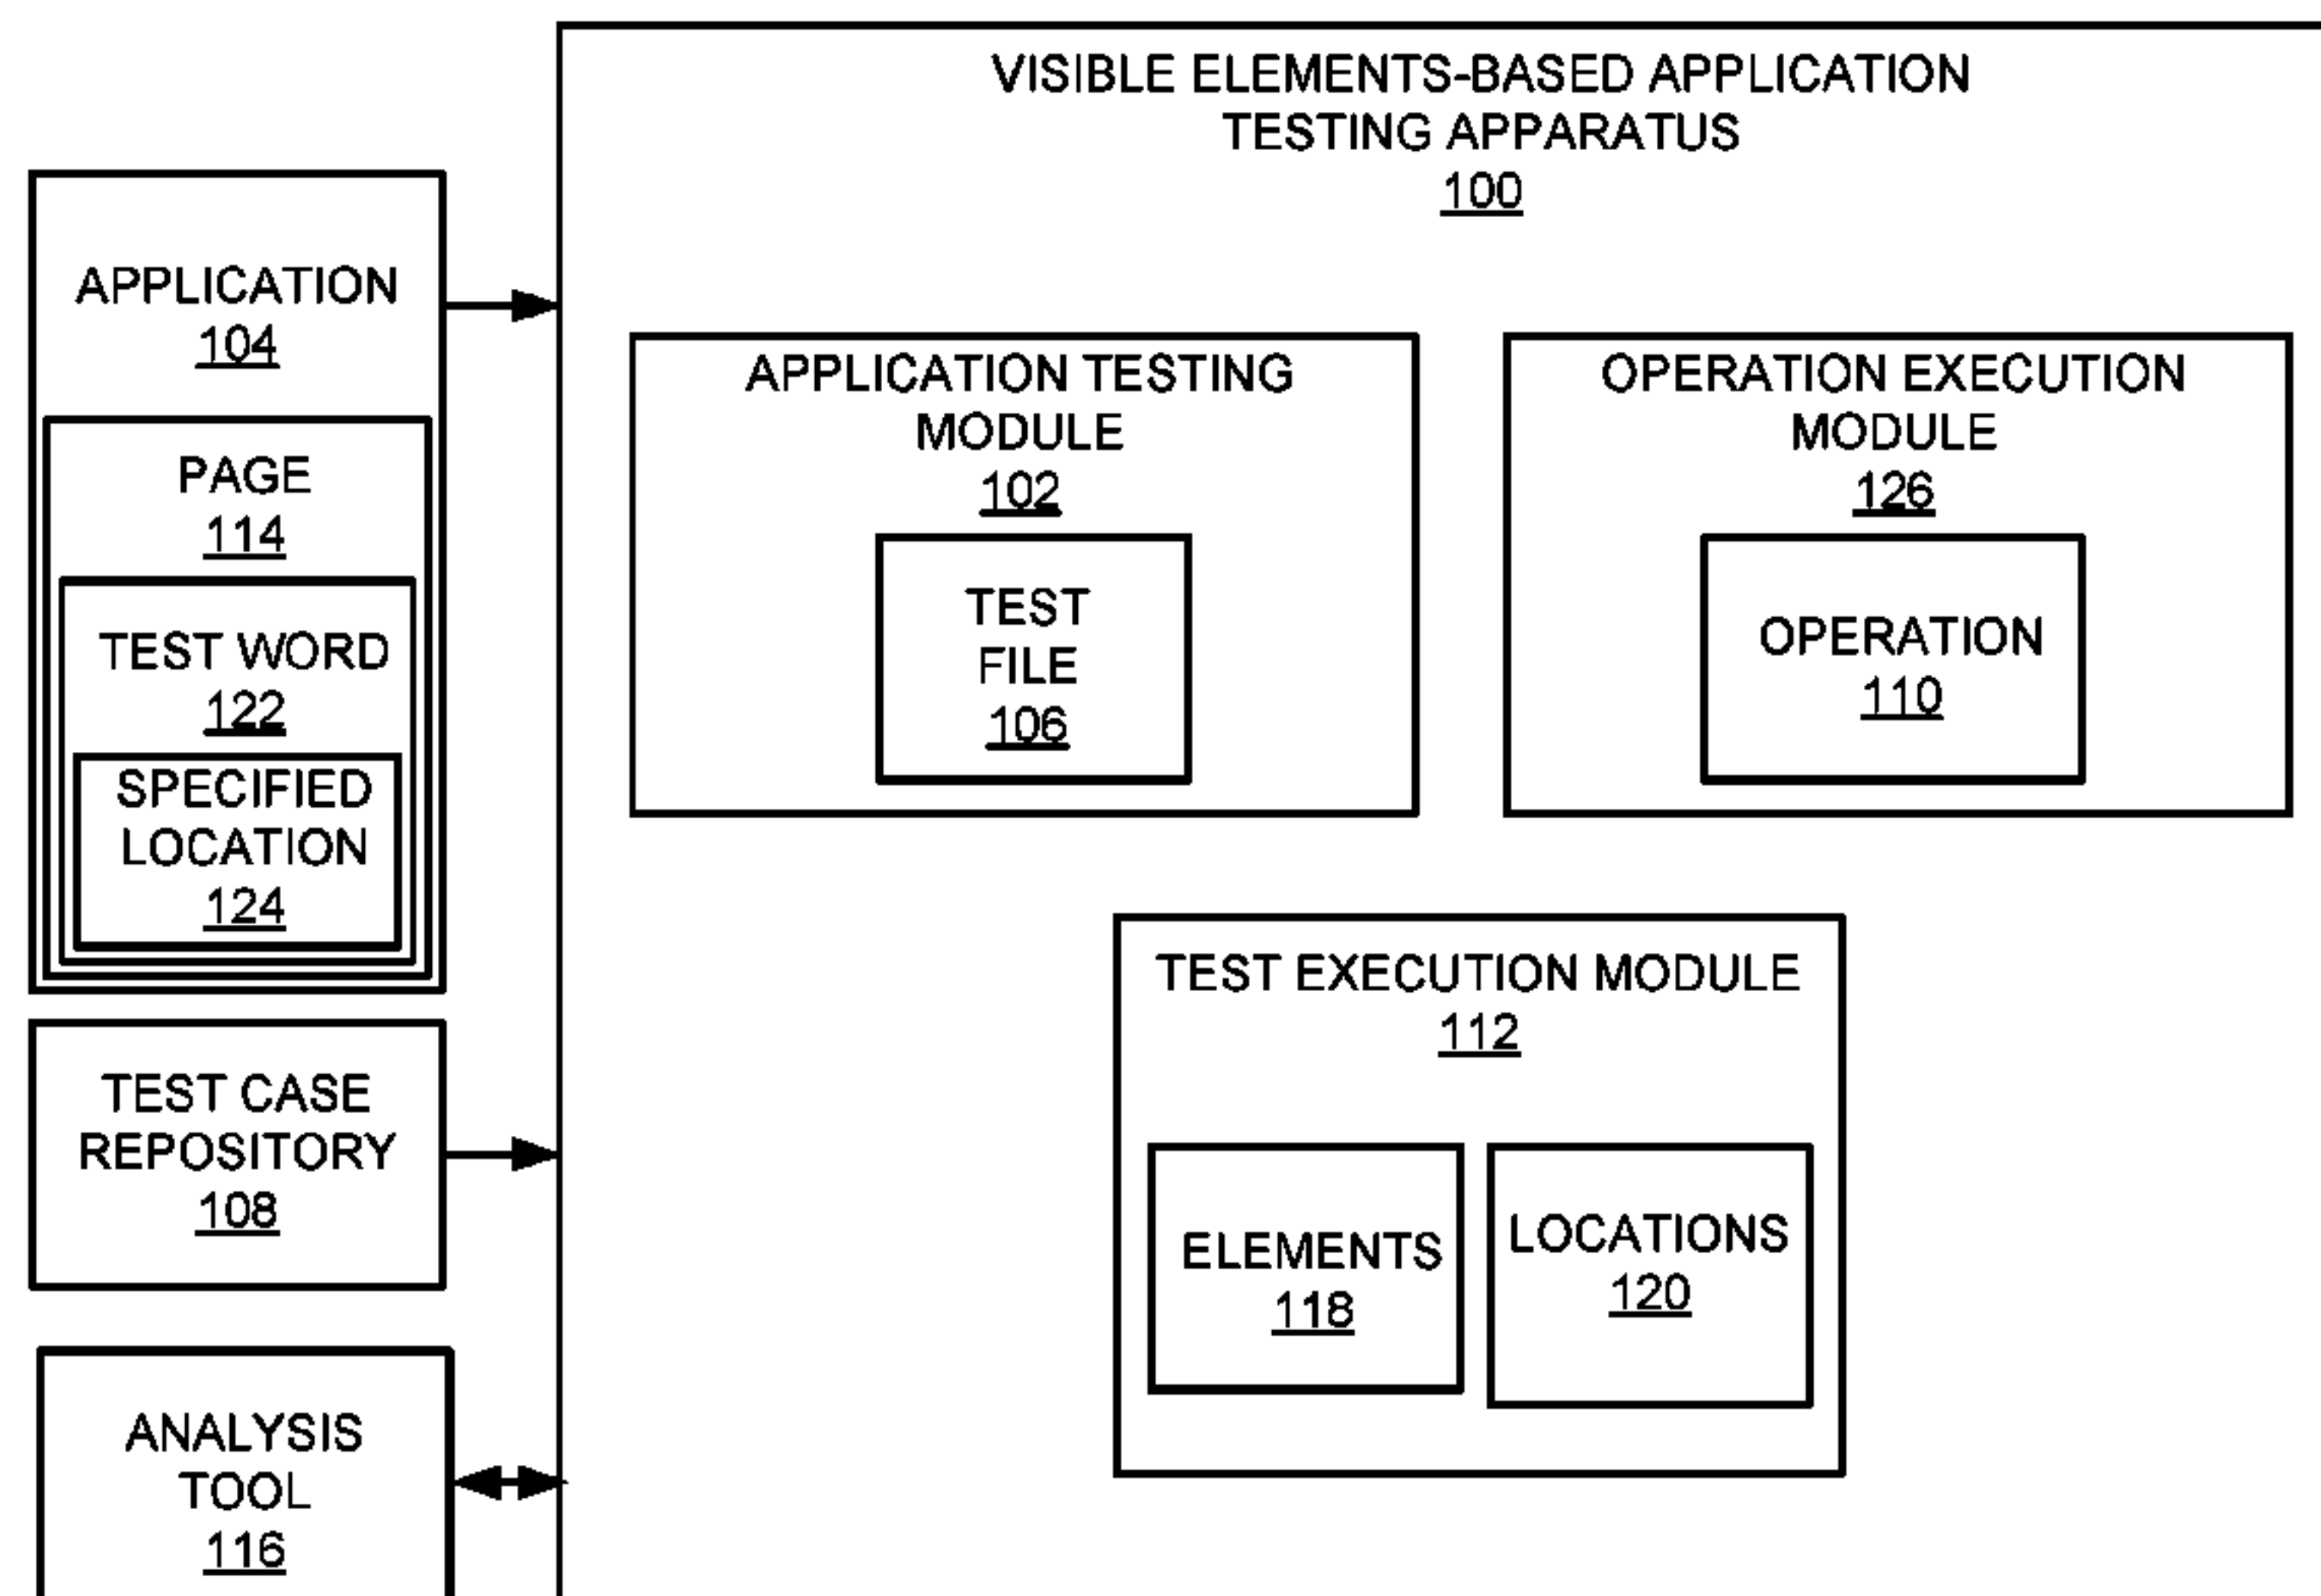 VISIBLE ELEMENTS-BASED APPLICATION
TESTING APPARATUS
100
APPLICATION
104
PAGE
114
TEST WORD
122
SPECIFIED
LOCATION
124
TEST CASE
REPOSITORY
108
ANALYSIS
TOOL
116
APPLICATION TESTING
MODULE
102
TEST
FILE
106
OPERATION EXECUTION
MODULE
126
OPERATION
110
TEST EXECUTION MODULE
112
ELEMENTS
118
LOCATIONS
120